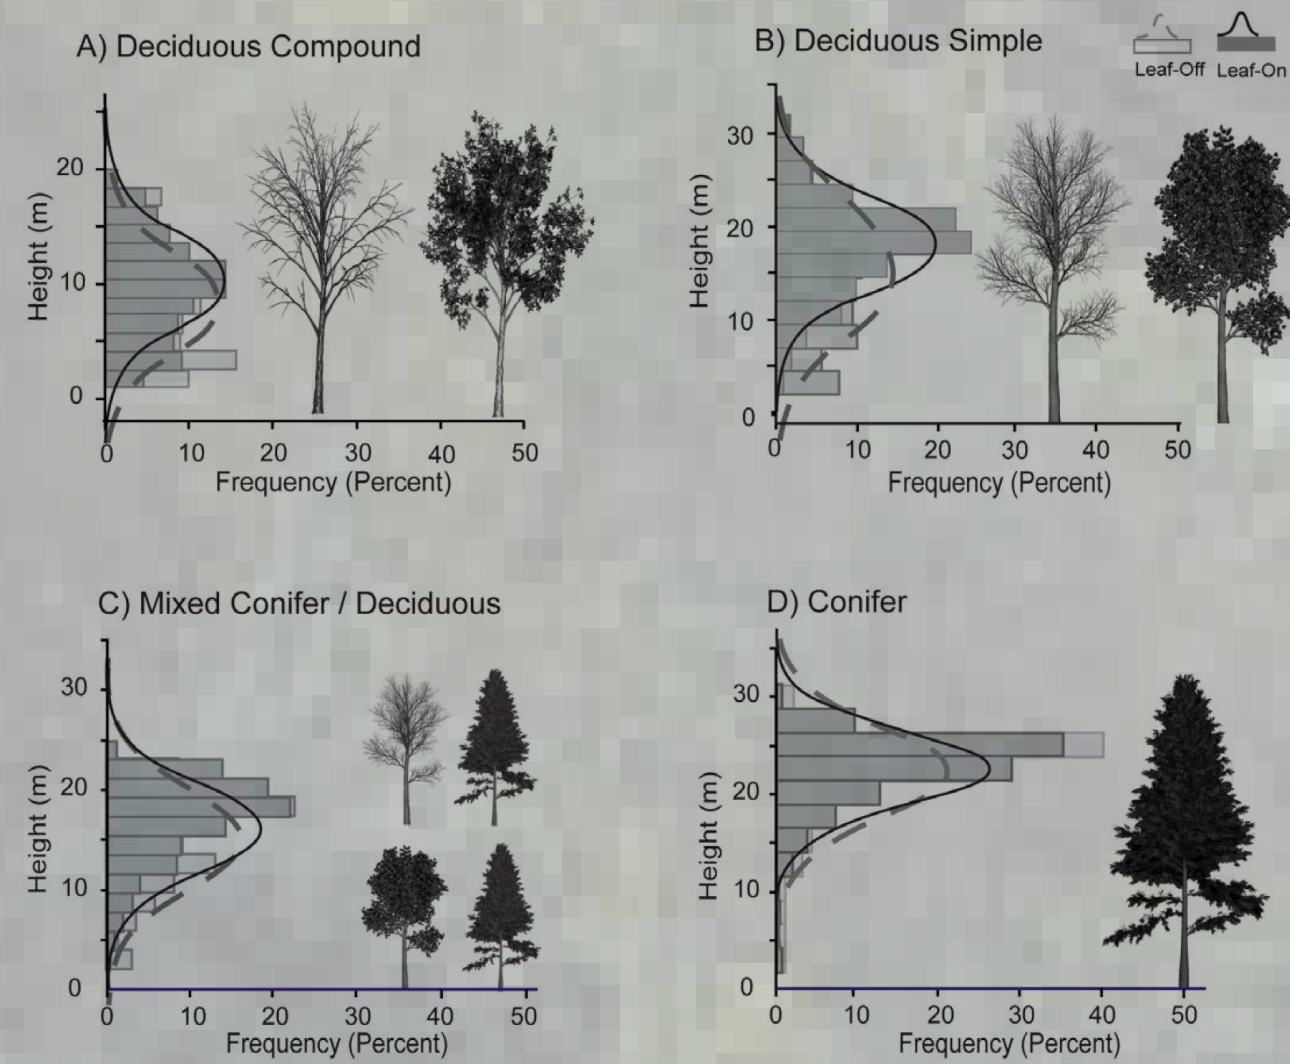 A) Deciduous Compound
Height (m)
20
10
0
0 10 20 30 40 50
Frequency (Percent)
B) Deciduous Simple
Leaf-Off Leaf-On
Height (m)
30
20
10
0
0 10 20 30 40 50
Frequency (Percent)
C) Mixed Conifer / Deciduous
Height (m)
30
20
10
0
0 10 20 30 40 50
Frequency (Percent)
D) Conifer
Height (m)
30
20
10
0
0 10 20 30 40 50
Frequency (Percent)